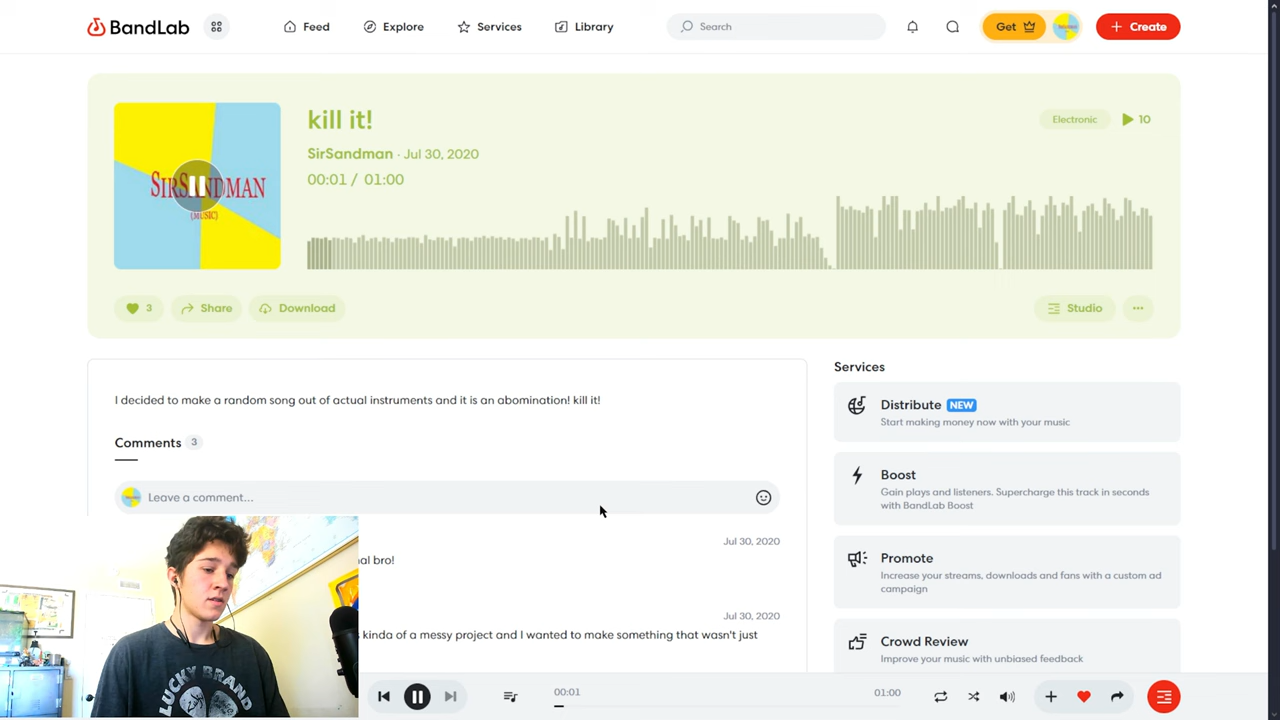 BandLab
Feed
Explore
Services
Library
Search
Get
Create
kill it!
SirSandman · Jul 30, 2020
00:01 / 01:00
Electronic
10
SIRSANDMAN
(MUSIC)
3
Share
Download
Studio
I decided to make a random song out of actual instruments and it is an abomination! kill it!
Comments 3
Leave a comment...
Jul 30, 2020
bro!
Jul 30, 2020
kinda of a messy project and I wanted to make something that wasn't just
Services
Distribute NEW
Start making money now with your music
Boost
Gain plays and listeners. Supercharge this track in seconds
with BandLab Boost
Promote
Increase your streams, downloads and fans with a custom ad
campaign
Crowd Review
Improve your music with unbiased feedback
LUCKY BRAND
00:01
01:00